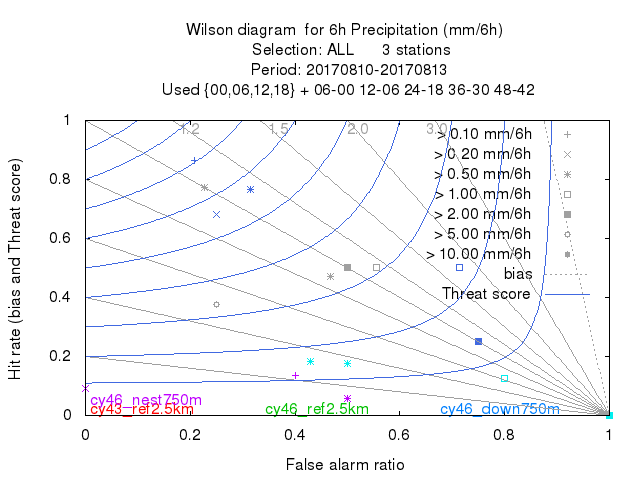 Wilson diagram for 6h Precipitation (mm/6h)
Selection: ALL 3 stations
Period: 20170810-20170813
Used {00,06,12,18} + 06-00 12-06 24-18 36-30 48-42
Hit rate (bias and Threat score)
1
0.8
0.6
0.4
0.2
0
1.2 1.5 2.0 3.0
> 0.10 mm/6h
> 0.20 mm/6h
> 0.50 mm/6h
> 1.00 mm/6h
> 2.00 mm/6h
> 5.00 mm/6h
> 10.00 mm/6h
bias
Threat score
cy46_nest750m
cy43_ref2.5km cy46_ref2.5km cy46_down750m
0 0.2 0.4 0.6 0.8 1
False alarm ratio